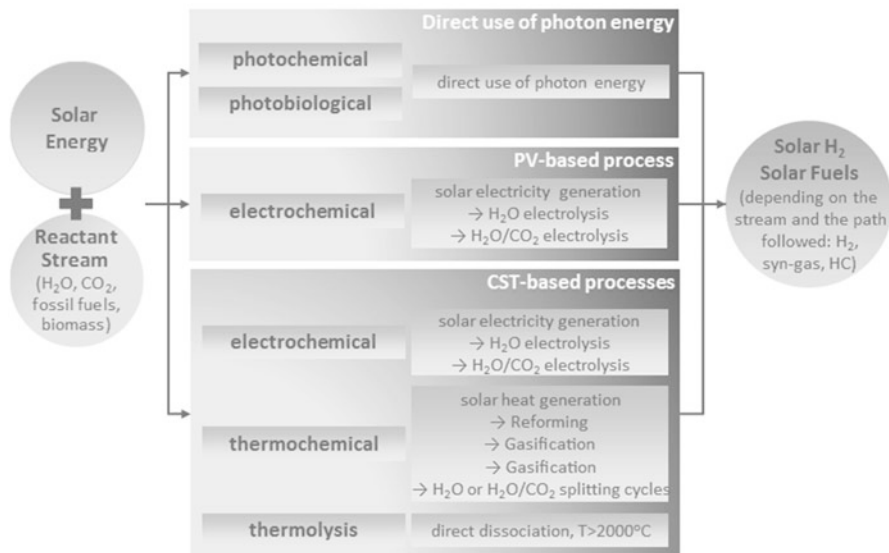 Solar
Energy
Reactant
Stream
(H₂O, CO₂,
fossil fuels,
biomass)
Direct use of photon energy
photochemical
photobiological
direct use of photon energy
PV-based process
electrochemical
solar electricity generation
→ H₂O electrolysis
→ H₂O/CO₂ electrolysis
CST-based processes
electrochemical
solar electricity generation
→ H₂O electrolysis
→ H₂O/CO₂ electrolysis
thermochemical
solar heat generation
→ Reforming
→ Gasification
→ Gasification
→ H₂O or H₂O/CO₂ splitting cycles
thermolysis
direct dissociation, T>2000°C
Solar H₂
Solar Fuels
(depending on the
stream and the path
followed: H₂,
syn-gas, HC)